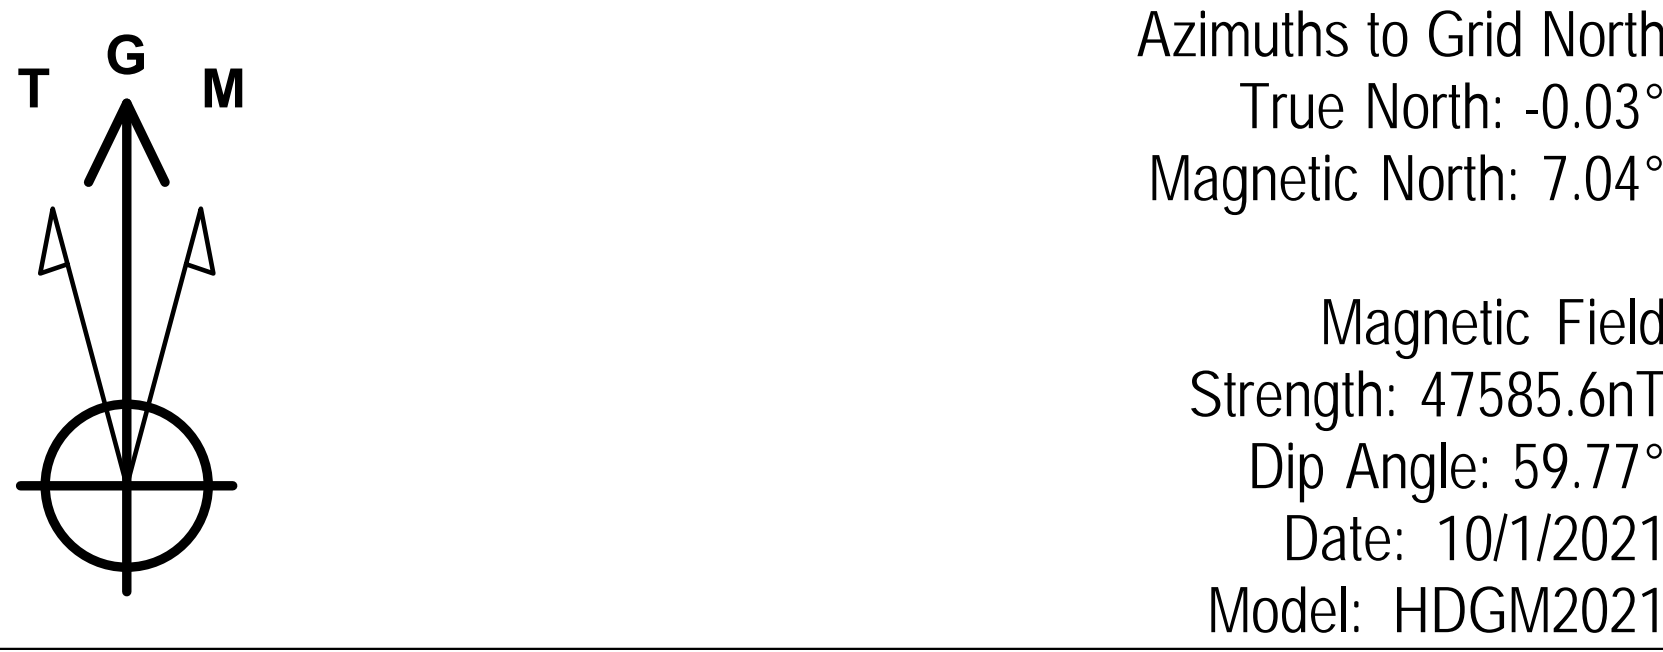 G
T M
Azimuths to Grid North
True North: -0.03°
Magnetic North: 7.04°
Magnetic Field
Strength: 47585.6nT
Dip Angle: 59.77°
Date: 10/1/2021
Model: HDGM2021